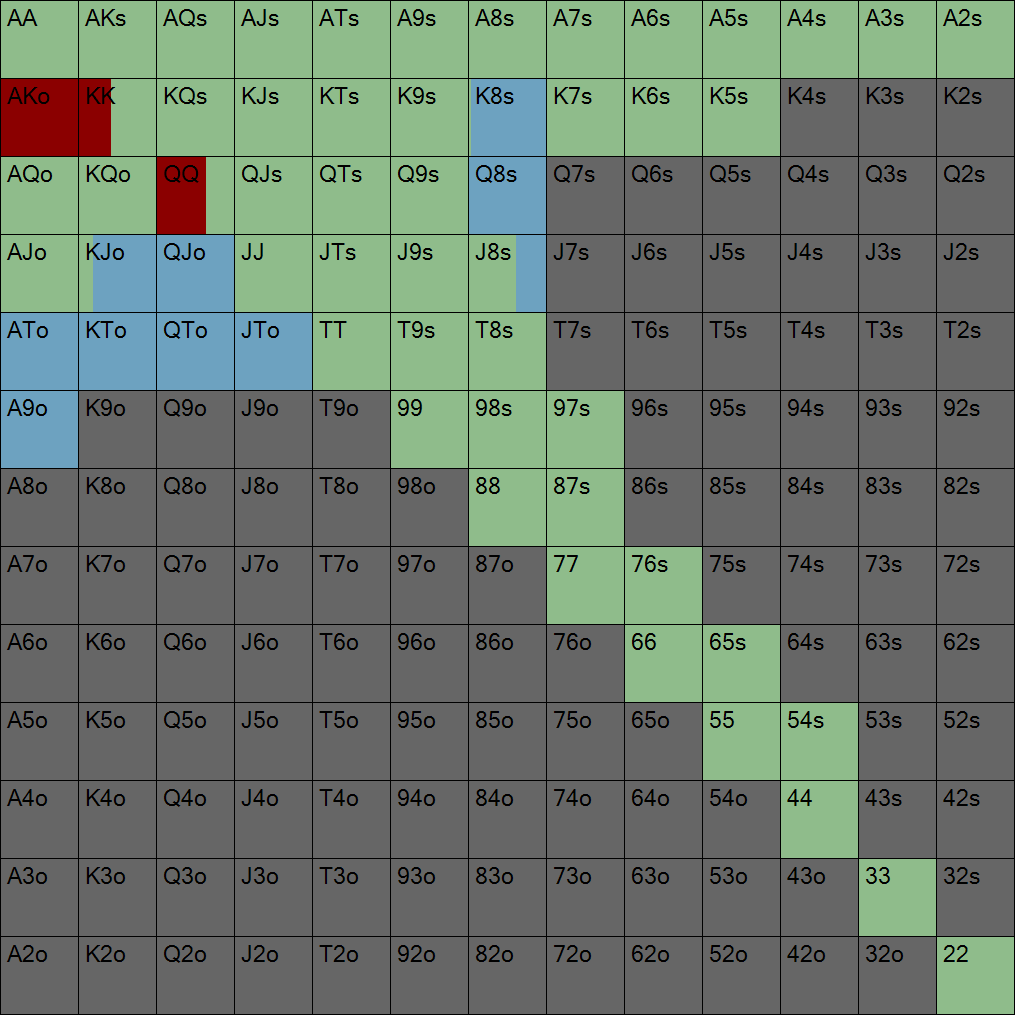 AA AKs AQs AJs ATs A9s A8s A7s A6s A5s A4s A3s A2s
AKo KK KQs KJs KTs K9s K8s K7s K6s K5s K4s K3s K2s
AQo KQo QQ QJs QTs Q9s Q8s Q7s Q6s Q5s Q4s Q3s Q2s
AJo KJo QJo JJ JTs J9s J8s J7s J6s J5s J4s J3s J2s
ATo KTo QTo JTo TT T9s T8s T7s T6s T5s T4s T3s T2s
A9o K9o Q9o J9o T9o 99 98s 97s 96s 95s 94s 93s 92s
A8o K8o Q8o J8o T8o 98o 88 87s 86s 85s 84s 83s 82s
A7o K7o Q7o J7o T7o 97o 87o 77 76s 75s 74s 73s 72s
A6o K6o Q6o J6o T6o 96o 86o 76o 66 65s 64s 63s 62s
A5o K5o Q5o J5o T5o 95o 85o 75o 65o 55 54s 53s 52s
A4o K4o Q4o J4o T4o 94o 84o 74o 64o 54o 44 43s 42s
A3o K3o Q3o J3o T3o 93o 83o 73o 63o 53o 43o 33 32s
A2o K2o Q2o J2o T2o 92o 82o 72o 62o 52o 42o 32o 22